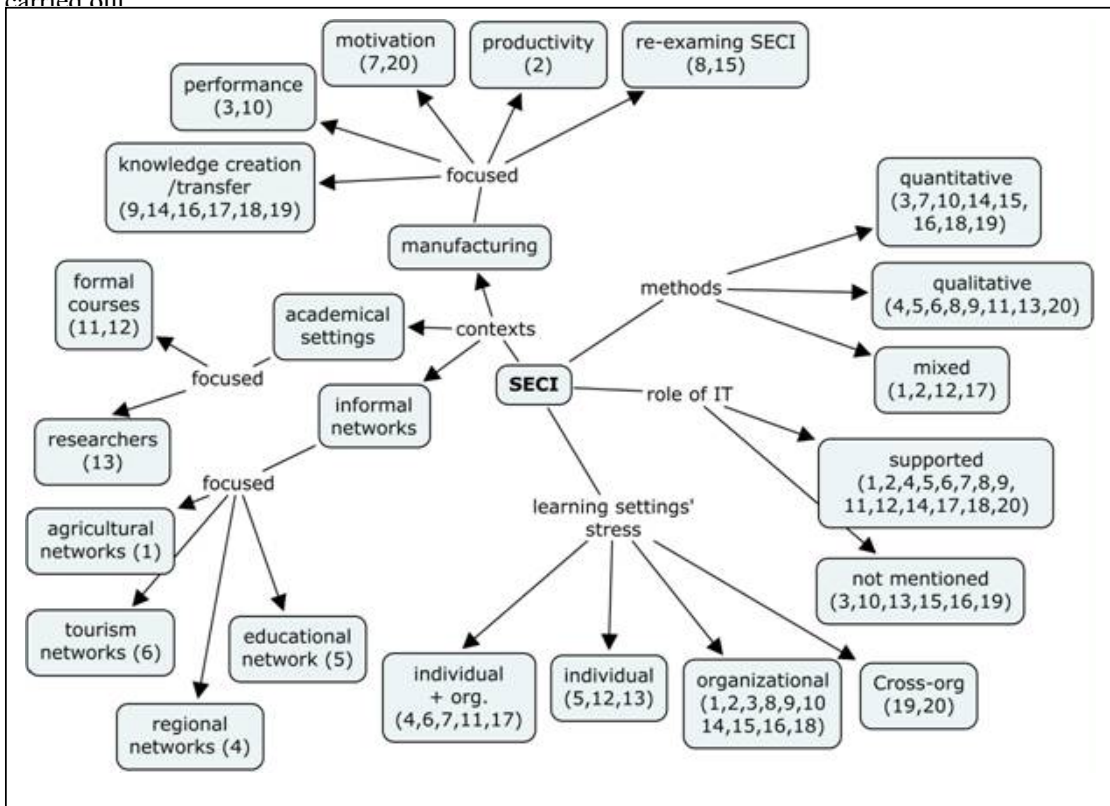 carried out
motivation
(7,20)
productivity
(2)
re-examing SECI
(8,15)
performance
(3,10)
knowledge creation
/transfer
(9,14,16,17,18,19)
focused
manufacturing
quantitative
(3,7,10,14,15,
16,18,19)
methods
qualitative
(4,5,6,8,9,11,13,20)
mixed
(1,2,12,17)
formal
courses
(11,12)
academical
settings
contexts
focused
researchers
(13)
SECI
informal
networks
role of IT
supported
(1,2,4,5,6,7,8,9,
11,12,14,17,18,20)
not mentioned
(3,10,13,15,16,19)
focused
agricultural
networks (1)
tourism
networks (6)
regional
networks (4)
educational
network (5)
learning settings'
stress
individual
+ org.
(4,6,7,11,17)
individual
(5,12,13)
organizational
(1,2,3,8,9,10
14,15,16,18)
Cross-org
(19,20)